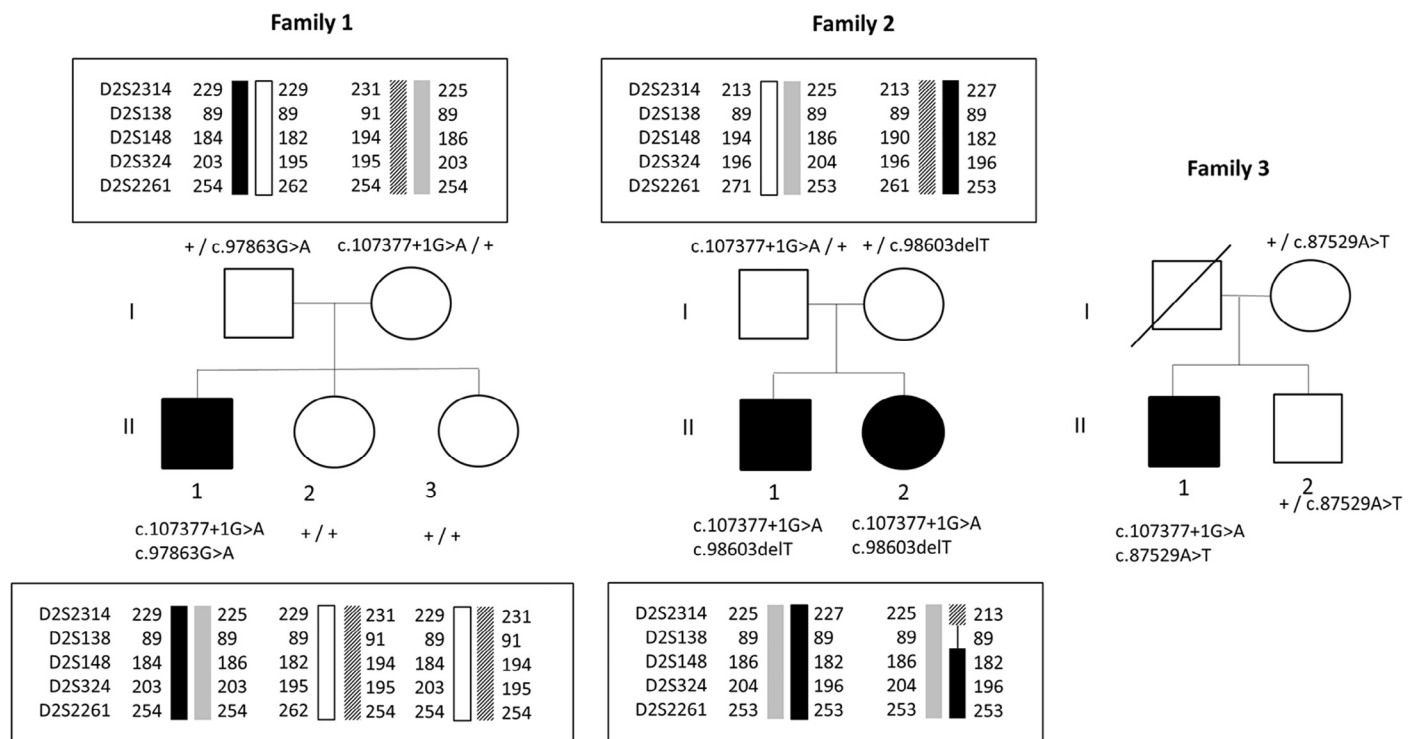 Family 1
D2S2314 229 229 231 225
D2S138 89 89 91 89
D2S148 184 182 194 186
D2S324 203 195 195 203
D2S2261 254 262 254 254
+ / c.97863G>A c.107377+1G>A / +
I
II
1 2 3
c.107377+1G>A
c.97863G>A
+ / +
+ / +
D2S2314 229 225 229 231 229 231
D2S138 89 89 89 91 89 91
D2S148 184 186 182 194 184 194
D2S324 203 203 195 195 203 195
D2S2261 254 254 262 254 254 254
Family 2
D2S2314 213 225 213 227
D2S138 89 89 89 89
D2S148 194 186 190 182
D2S324 196 204 196 196
D2S2261 271 253 261 253
c.107377+1G>A / + + / c.98603delT
I
II
1 2
c.107377+1G>A c.107377+1G>A
c.98603delT c.98603delT
D2S2314 225 227 225 213
D2S138 89 89 89 89
D2S148 186 182 186 182
D2S324 204 196 204 196
D2S2261 253 253 253 253
Family 3
+ / c.87529A>T
I
II
1 2
+ / c.87529A>T
c.107377+1G>A
c.87529A>T